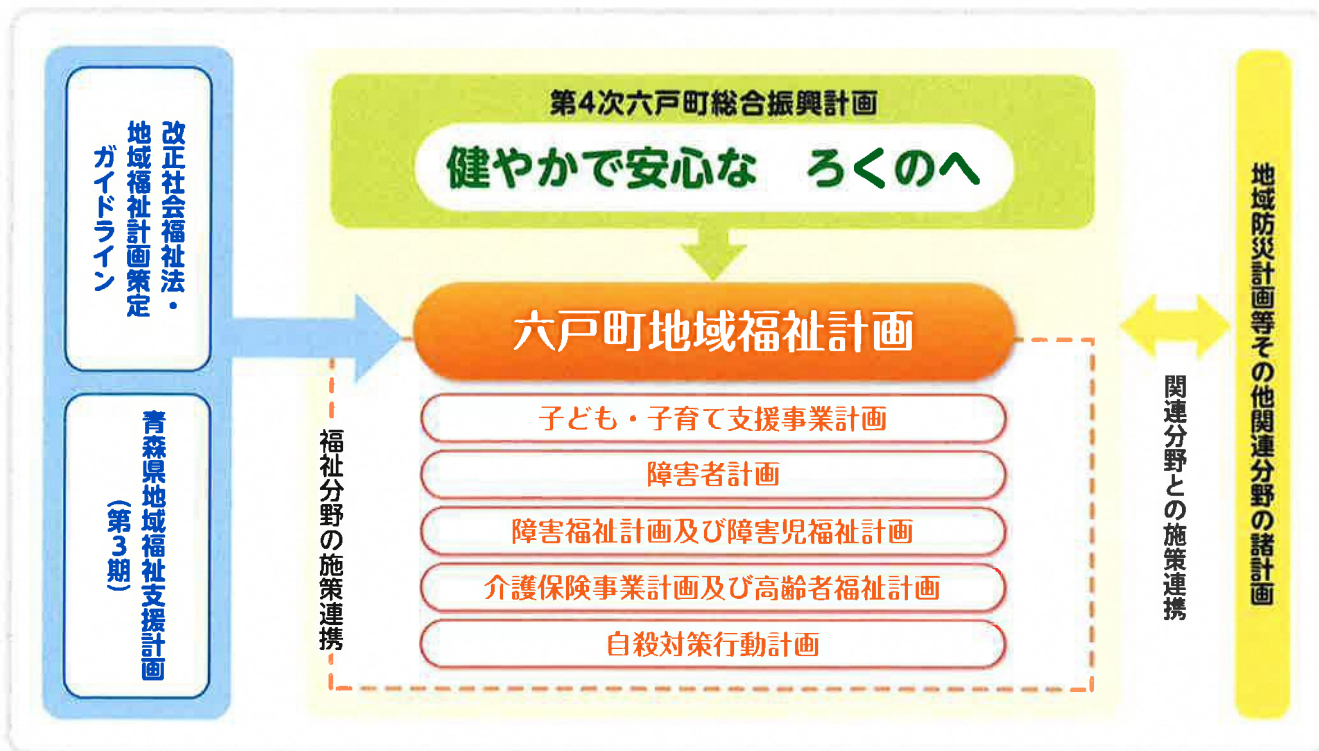 改正社会福祉法・
地域福祉計画策定
ガイドライン
青森県地域福祉支援計画
(第3期)
第4次六戸町総合振興計画
健やかで安心な ろくのへ
六戸町地域福祉計画
子ども・子育て支援事業計画
障害者計画
障害福祉計画及び障害児福祉計画
介護保険事業計画及び高齢者福祉計画
自殺対策行動計画
福祉分野の施策連携
関連分野との施策連携
地域防災計画等その他関連分野の諸計画